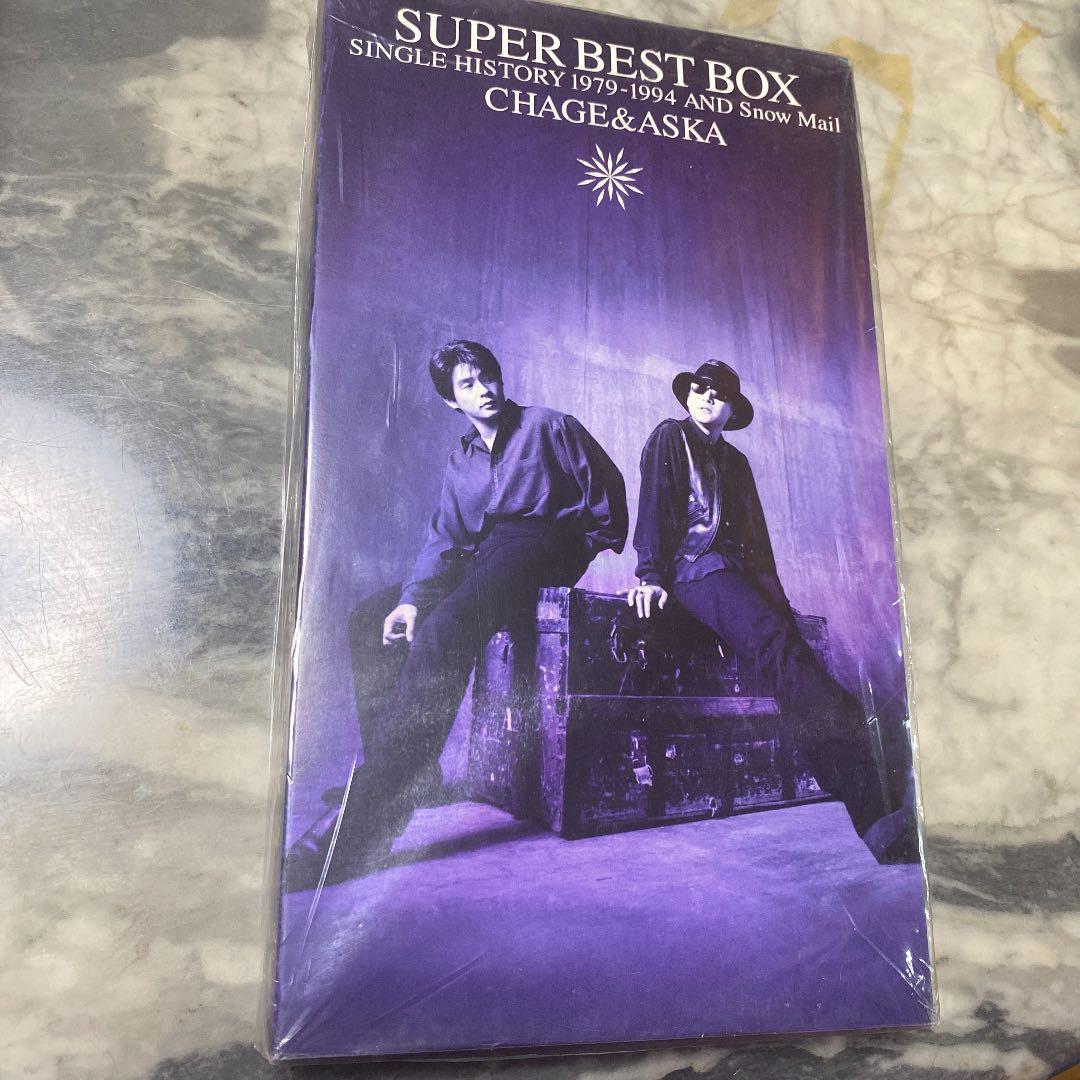 SUPER BEST BOX
SINGLE HISTORY 1979-1994 AND Snow Mail
CHAGE&ASKA